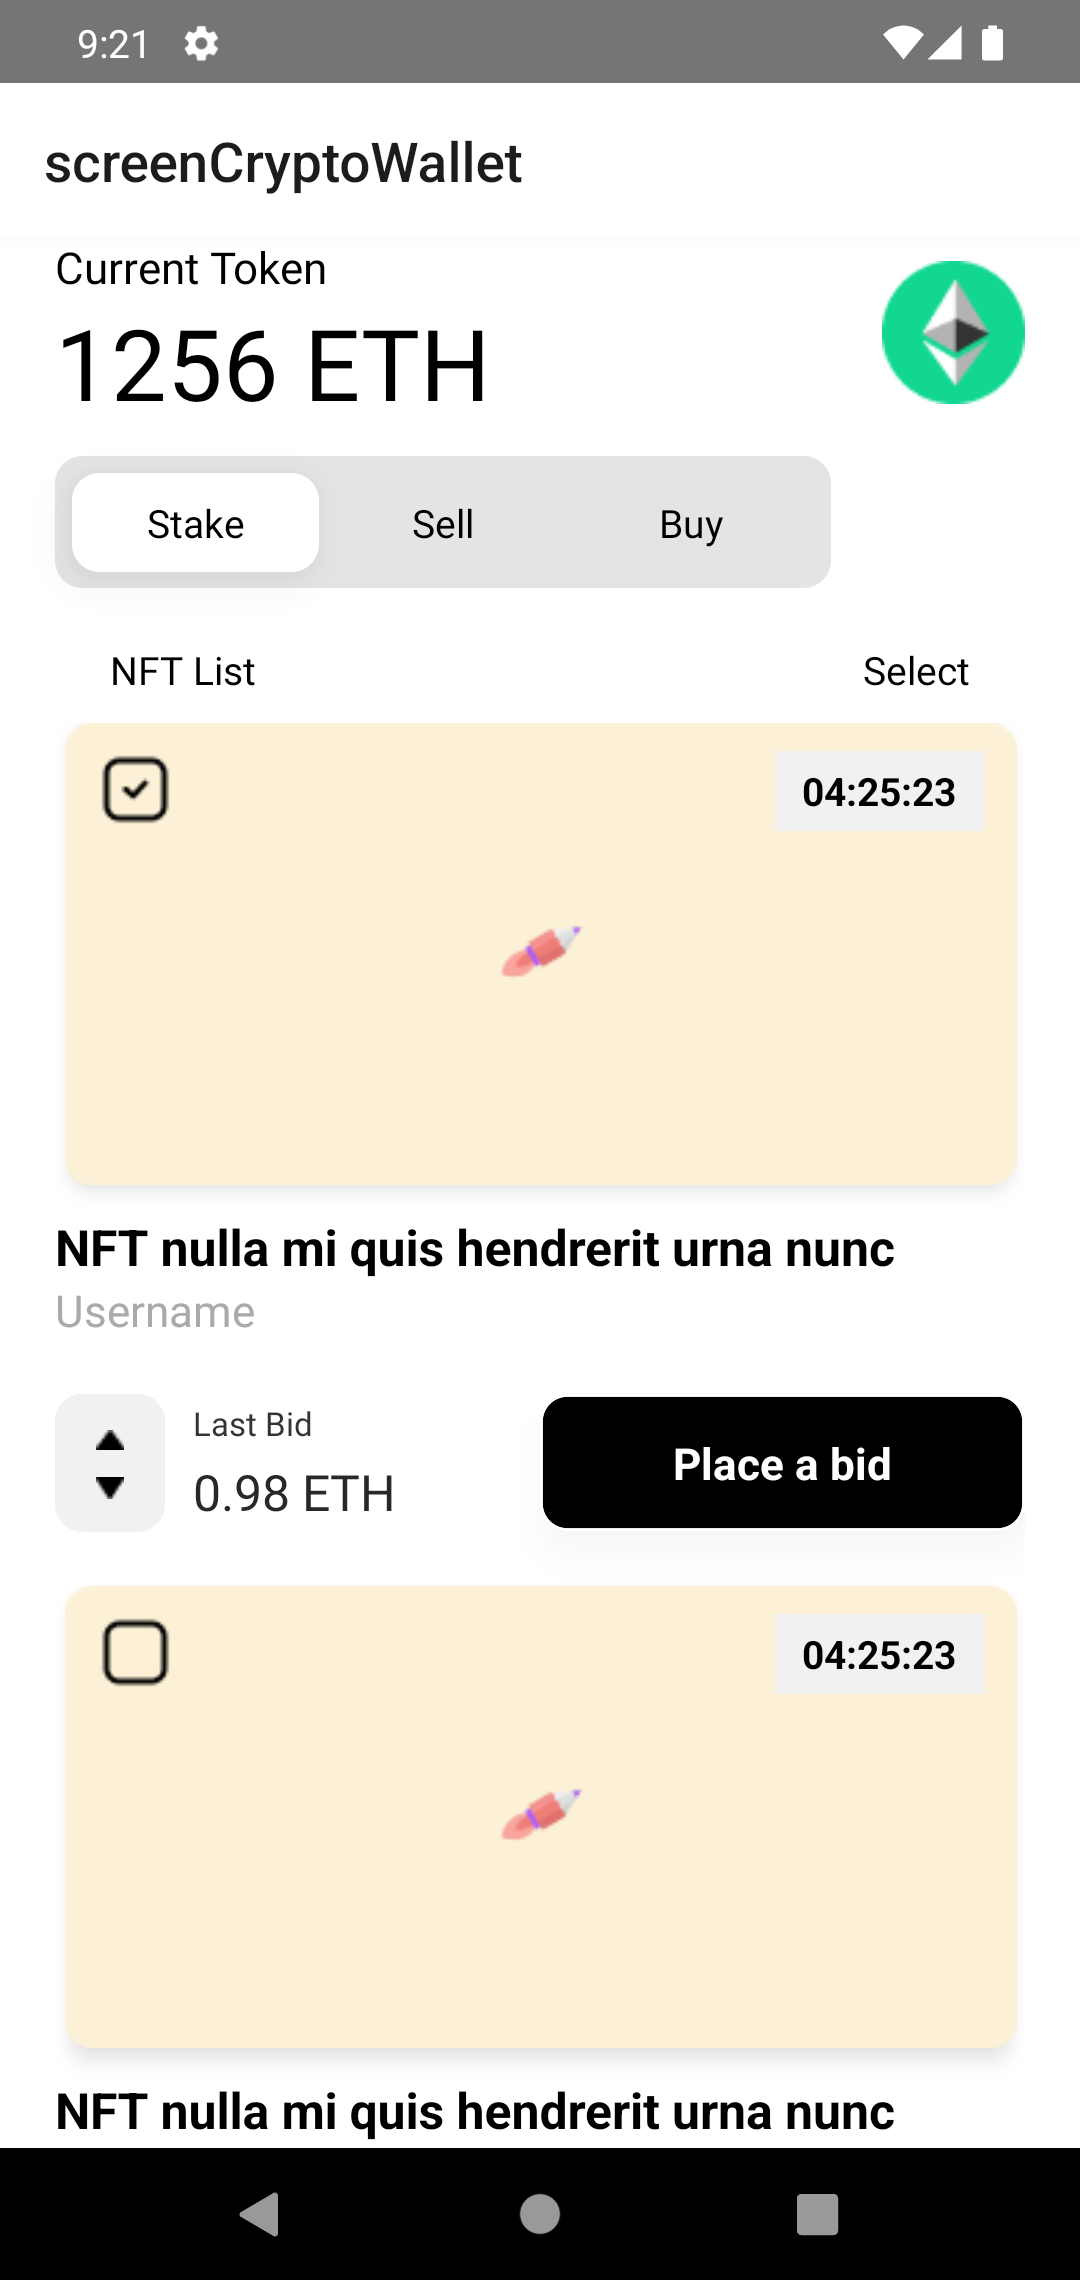 9:21
screenCryptoWallet
Current Token
1256 ETH
Stake Sell Buy
NFT List Select
04:25:23
NFT nulla mi quis hendrerit urna nunc
Username
Last Bid
0.98 ETH
Place a bid
04:25:23
NFT nulla mi quis hendrerit urna nunc